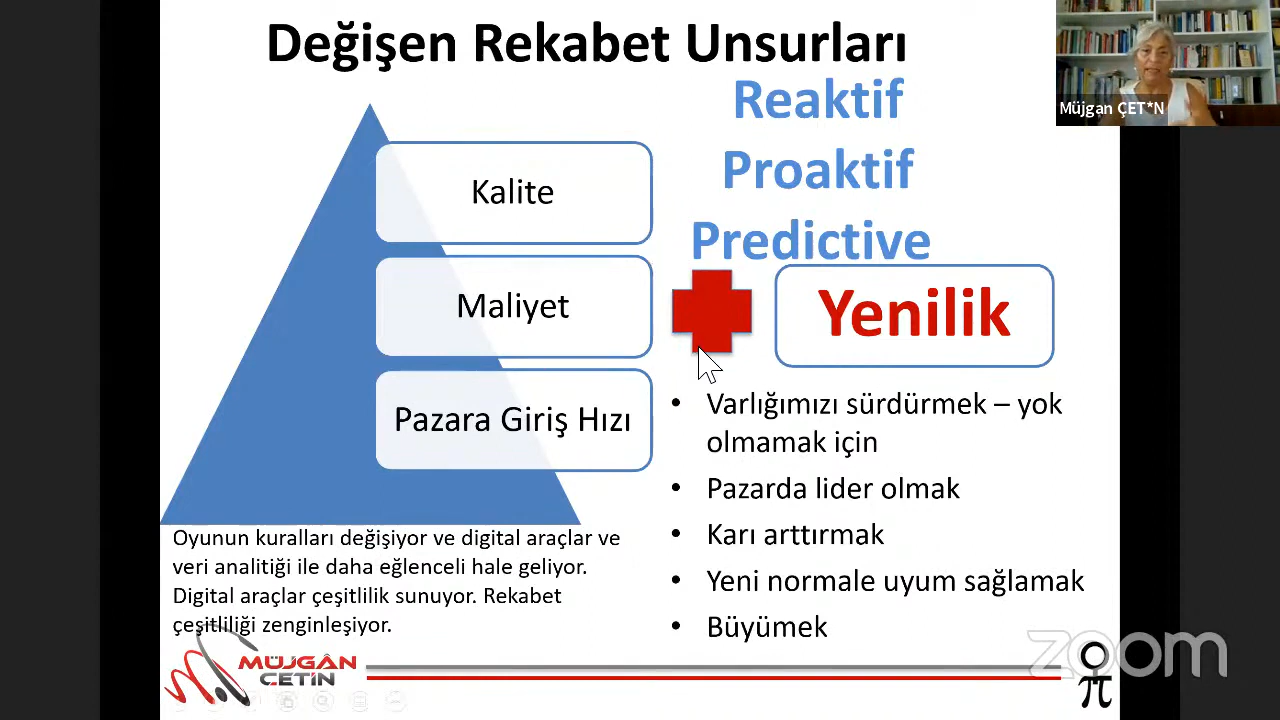 Değişen Rekabet Unsurları
Reaktif
Proaktif
Predictive
Müjgan ÇET*N
Kalite
Maliyet
Pazara Giriş Hızı
Yenilik
• Varlığımızı sürdürmek – yok
olmamak için
• Pazarda lider olmak
• Karı arttırmak
• Yeni normale uyum sağlamak
• Büyümek
Oyunun kuralları değişiyor ve digital araçlar ve
veri analitiği ile daha eğlenceli hale geliyor.
Digital araçlar çeşitlilik sunuyor. Rekabet
çeşitliliği zenginleşiyor.
MÜJGÂN
ÇETİN
zoom
π